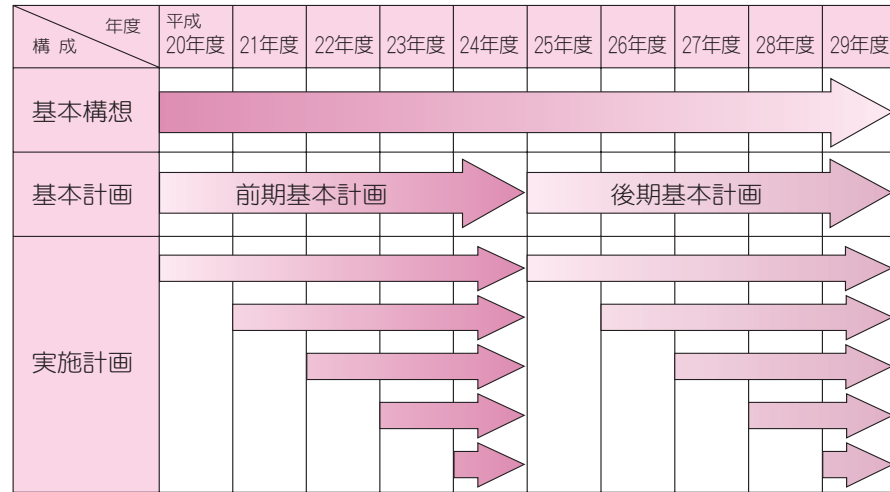 年度
構成
平成
20年度 21年度 22年度 23年度 24年度 25年度 26年度 27年度 28年度 29年度
基本構想
基本計画 前期基本計画 後期基本計画
実施計画